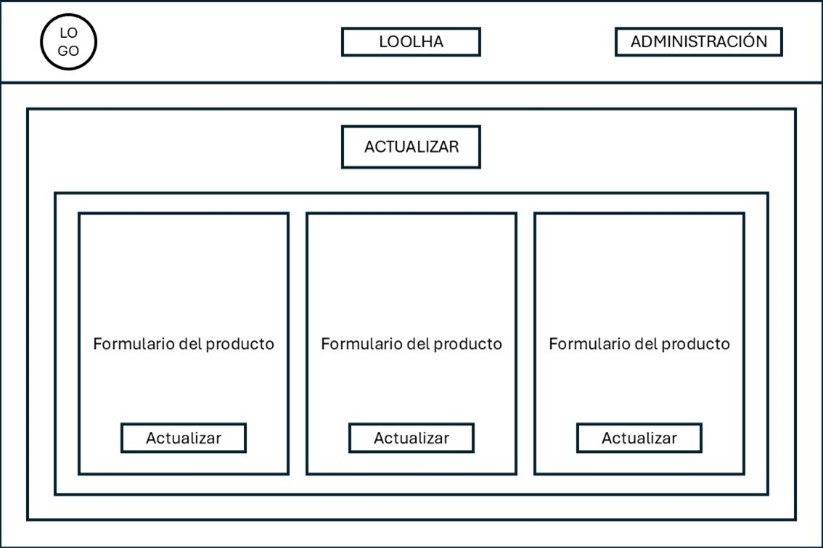 LO
GO
LOOLHA
ADMINISTRACIÓN
ACTUALIZAR
Formulario del producto
Formulario del producto
Formulario del producto
Actualizar
Actualizar
Actualizar